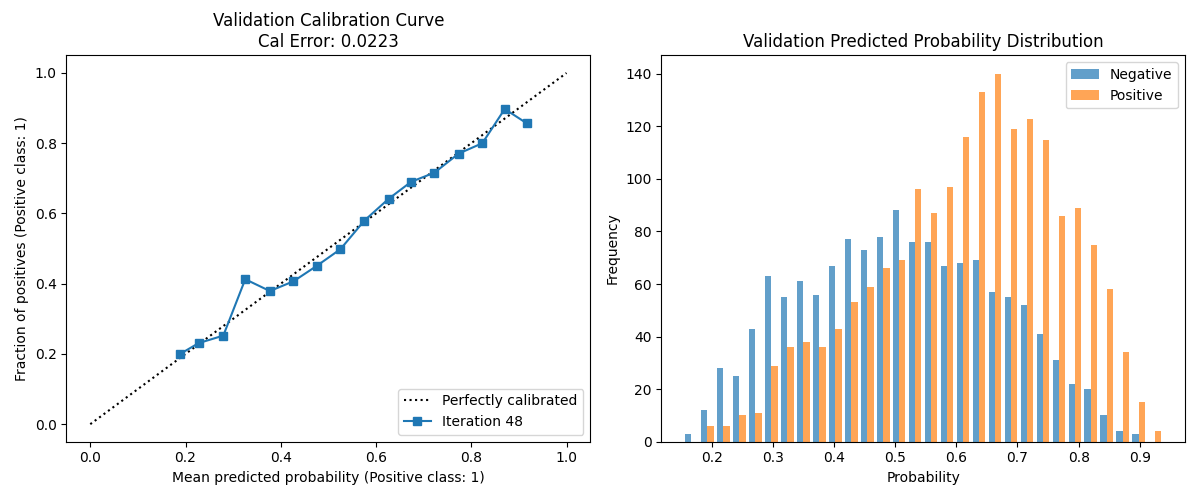 Validation Calibration Curve
Cal Error: 0.0223
Fraction of positives (Positive class: 1)
1.0
0.8
0.6
0.4
0.2
0.0
Perfectly calibrated
Iteration 48
0.0 0.2 0.4 0.6 0.8 1.0
Mean predicted probability (Positive class: 1)
Validation Predicted Probability Distribution
Negative
Positive
Frequency
140
120
100
80
60
40
20
0
0.2 0.3 0.4 0.5 0.6 0.7 0.8 0.9
Probability